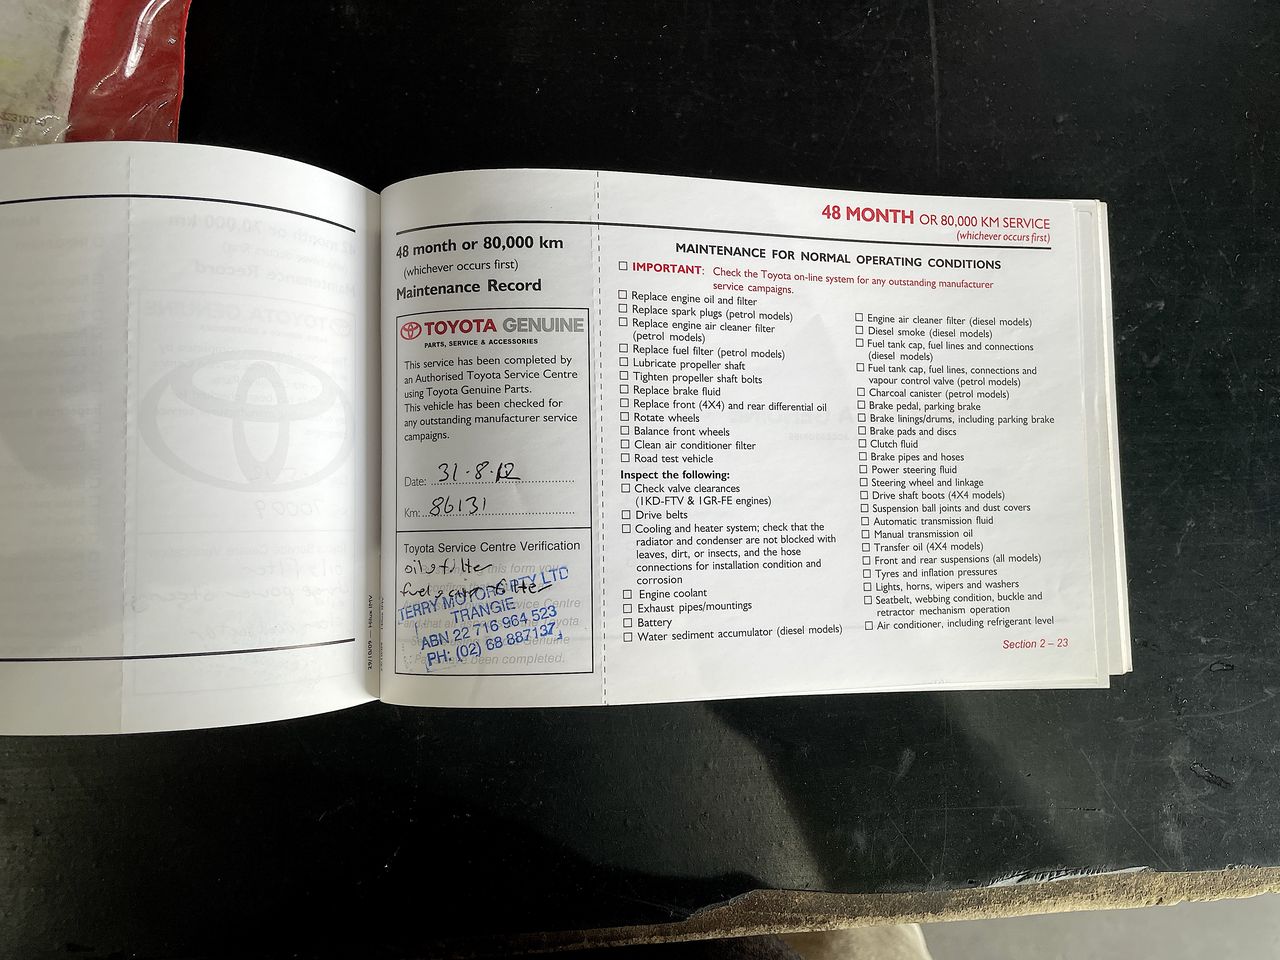 48 month or 80,000 km
(whichever occurs first)
Maintenance Record
TOYOTA GENUINE
PARTS, SERVICE & ACCESSORIES
This service has been completed by
an Authorised Toyota Service Centre
using Toyota Genuine Parts.
This vehicle has been checked for
any outstanding manufacturer service
campaigns.
Date: 31-8-12
Km: 86131
Toyota Service Centre Verification
oil & filter
fuel
TERRY MOTORS PTY LTD
TRANGIE
ABN 22 716 964 523
PH: (02) 68 887137
been completed.
48 MONTH OR 80,000 KM SERVICE
(whichever occurs first)
MAINTENANCE FOR NORMAL OPERATING CONDITIONS
IMPORTANT: Check the Toyota on-line system for any outstanding manufacturer
service campaigns.
Replace engine oil and filter
Replace spark plugs (petrol models)
Replace engine air cleaner filter
(petrol models)
Replace fuel filter (petrol models)
Lubricate propeller shaft
Tighten propeller shaft bolts
Replace brake fluid
Replace front (4X4) and rear differential oil
Rotate wheels
Balance front wheels
Clean air conditioner filter
Road test vehicle
Inspect the following:
Check valve clearances
(1KD-FTV & 1GR-FE engines)
Drive belts
Cooling and heater system; check that the
radiator and condenser are not blocked with
leaves, dirt, or insects, and the hose
connections for installation condition and
corrosion
Engine coolant
Exhaust pipes/mountings
Battery
Water sediment accumulator (diesel models)
Engine air cleaner filter (diesel models)
Diesel smoke (diesel models)
Fuel tank cap, fuel lines and connections
(diesel models)
Fuel tank cap, fuel lines, connections and
vapour control valve (petrol models)
Charcoal canister (petrol models)
Brake pedal, parking brake
Brake linings/drums, including parking brake
Brake pads and discs
Clutch fluid
Brake pipes and hoses
Power steering fluid
Steering wheel and linkage
Drive shaft boots (4X4 models)
Suspension ball joints and dust covers
Automatic transmission fluid
Manual transmission oil
Transfer oil (4X4 models)
Front and rear suspensions (all models)
Tyres and inflation pressures
Lights, horns, wipers and washers
Seatbelt, webbing condition, buckle and
retractor mechanism operation
Air conditioner, including refrigerant level
Section 2 – 23